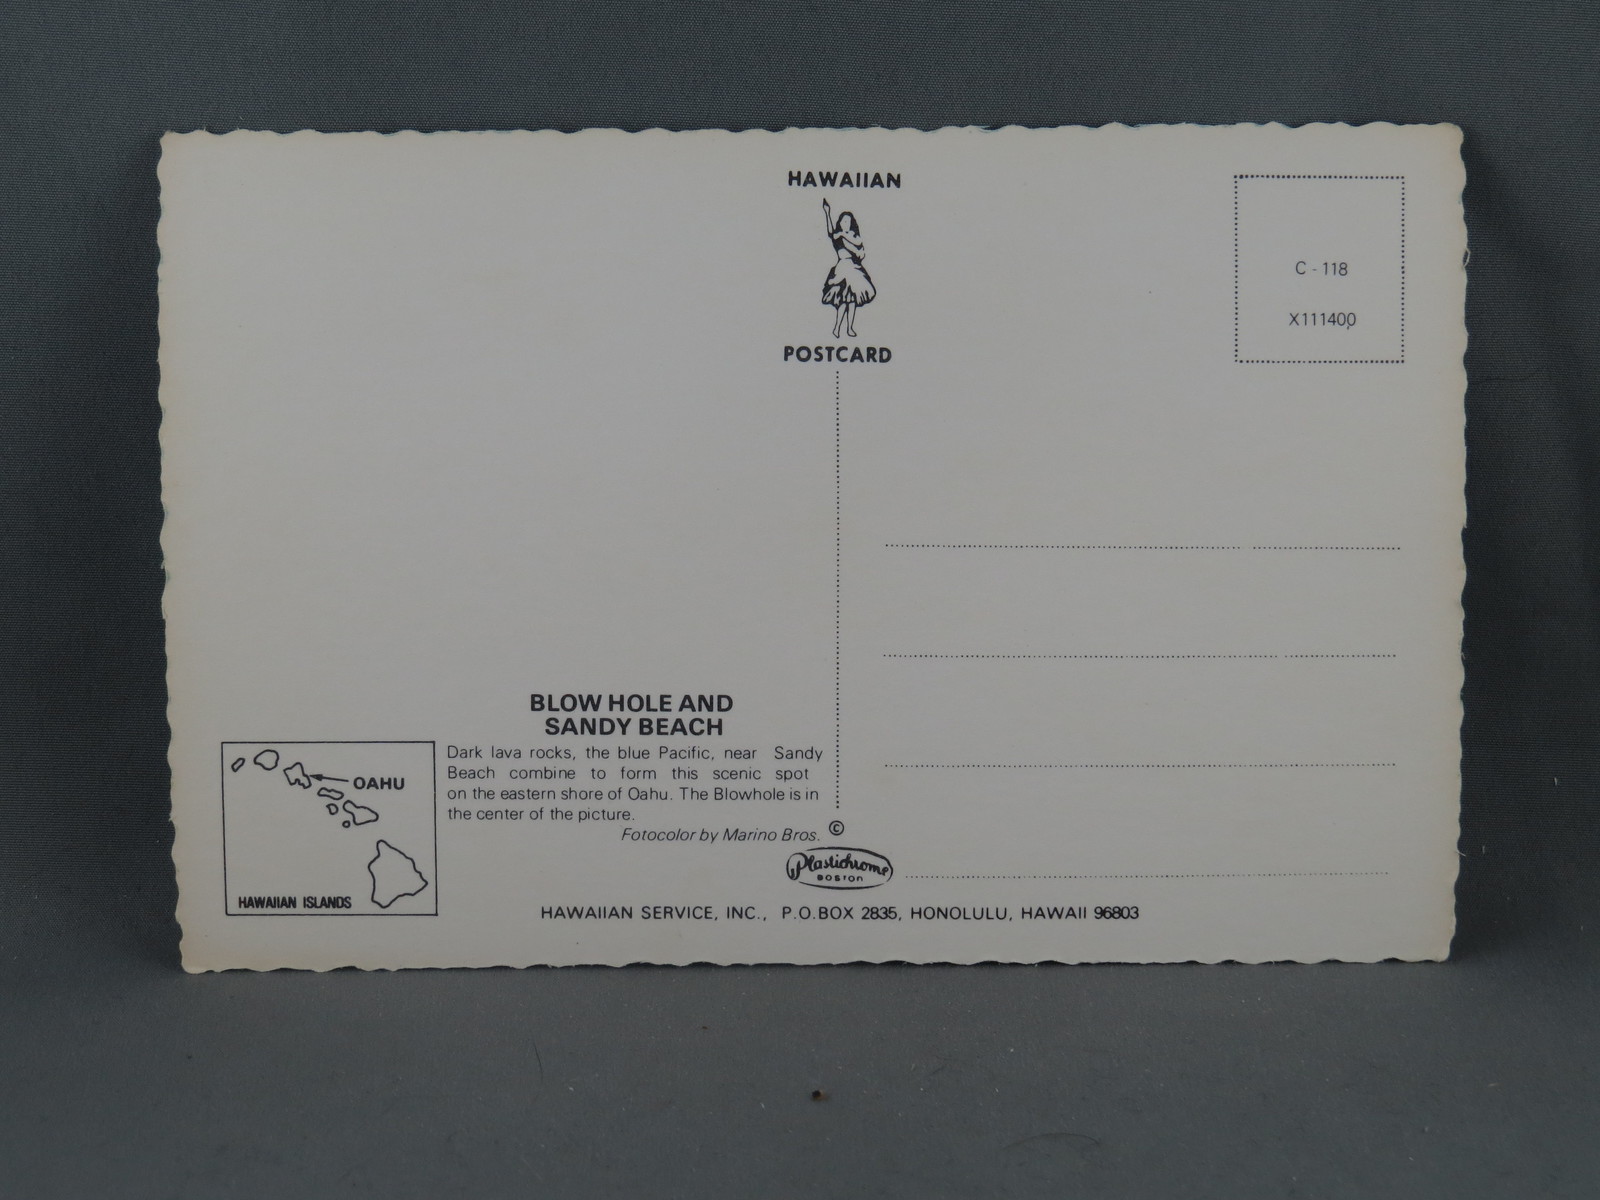 HAWAIIAN
POSTCARD
C - 118
X111400
BLOW HOLE AND
SANDY BEACH
Dark lava rocks, the blue Pacific, near Sandy
Beach combine to form this scenic spot
on the eastern shore of Oahu. The Blowhole is in
the center of the picture.
Fotocolor by Marino Bros. ©
OAHU
HAWAIIAN ISLANDS
Plastichrome
BOSTON
HAWAIIAN SERVICE, INC., P.O.BOX 2835, HONOLULU, HAWAII 96803